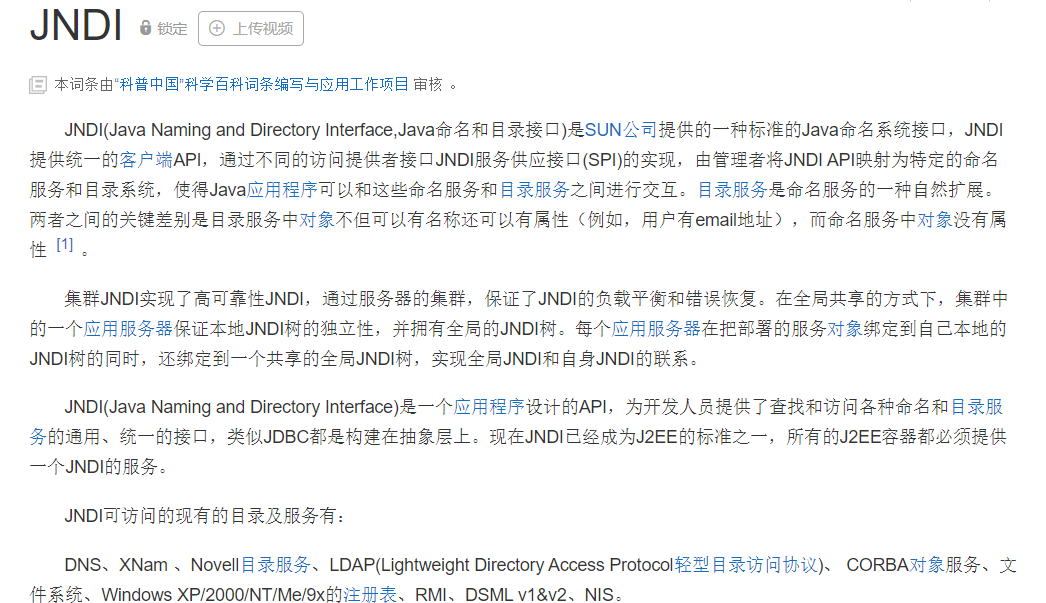 JNDI 锁定 上传视频
本词条由“科普中国”科学百科词条编写与应用工作项目 审核 。
JNDI(Java Naming and Directory Interface,Java命名和目录接口)是SUN公司提供的一种标准的Java命名系统接口，JNDI
提供统一的客户端API，通过不同的访问提供者接口JNDI服务供应接口(SPI)的实现，由管理者将JNDI API映射为特定的命名
服务和目录系统，使得Java应用程序可以和这些命名服务和目录服务之间进行交互。目录服务是命名服务的一种自然扩展。
两者之间的关键差别是目录服务中对象不但可以有名称还可以有属性（例如，用户有email地址），而命名服务中对象没有属
性 [1] 。
集群JNDI实现了高可靠性JNDI，通过服务器的集群，保证了JNDI的负载平衡和错误恢复。在全局共享的方式下，集群中
的一个应用服务器保证本地JNDI树的独立性，并拥有全局的JNDI树。每个应用服务器在把部署的服务对象绑定到自己本地的
JNDI树的同时，还绑定到一个共享的全局JNDI树，实现全局JNDI和自身JNDI的联系。
JNDI(Java Naming and Directory Interface)是一个应用程序设计的API，为开发人员提供了查找和访问各种命名和目录服
务的通用、统一的接口，类似JDBC都是构建在抽象层上。现在JNDI已经成为J2EE的标准之一，所有的J2EE容器都必须提供
一个JNDI的服务。
JNDI可访问的现有的目录及服务有：
DNS、XNam 、Novell目录服务、LDAP(Lightweight Directory Access Protocol轻型目录访问协议)、 CORBA对象服务、文
件系统、Windows XP/2000/NT/Me/9x的注册表、RMI、DSML v1&v2、NIS。